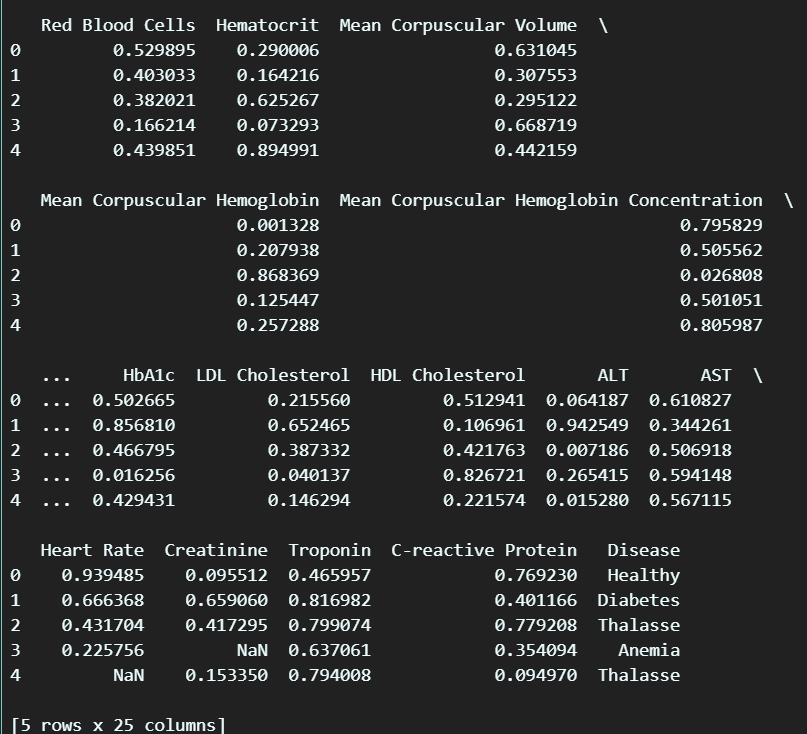 Red Blood Cells  Hematocrit  Mean Corpuscular Volume  \
0         0.529895    0.290006                 0.631045
1         0.403033    0.164216                 0.307553
2         0.382021    0.625267                 0.295122
3         0.166214    0.073293                 0.668719
4         0.439851    0.894991                 0.442159
Mean Corpuscular Hemoglobin  Mean Corpuscular Hemoglobin Concentration  \
0                     0.001328                                   0.795829
1                     0.207938                                   0.505562
2                     0.868369                                   0.026808
3                     0.125447                                   0.501051
4                     0.257288                                   0.805987
...     HbA1c  LDL Cholesterol  HDL Cholesterol       ALT       AST  \
0  ...  0.502665         0.215560         0.512941  0.064187  0.610827
1  ...  0.856810         0.652465         0.106961  0.942549  0.344261
2  ...  0.466795         0.387332         0.421763  0.007186  0.506918
3  ...  0.016256         0.040137         0.826721  0.265415  0.594148
4  ...  0.429431         0.146294         0.221574  0.015280  0.567115
Heart Rate  Creatinine  Troponin  C-reactive Protein   Disease
0    0.939485    0.095512  0.465957            0.769230   Healthy
1    0.666368    0.659060  0.816982            0.401166  Diabetes
2    0.431704    0.417295  0.799074            0.779208  Thalasse
3    0.225756         NaN  0.637061            0.354094    Anemia
4         NaN    0.153350  0.794008            0.094970  Thalasse
[5 rows x 25 columns]